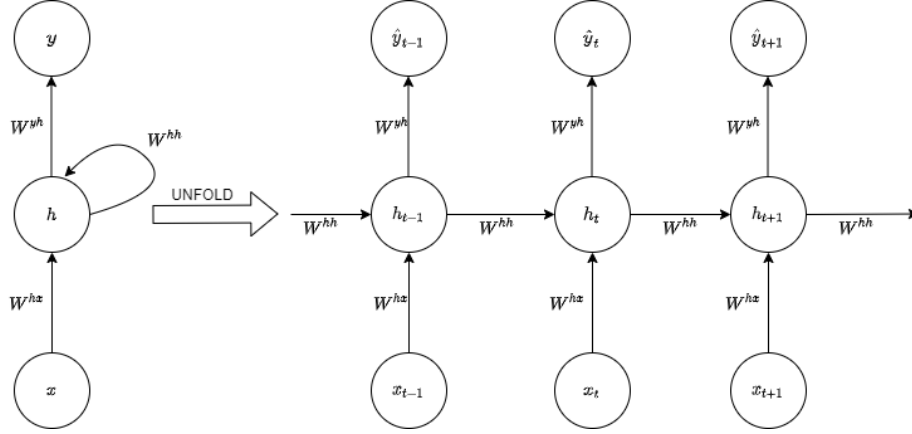 y ŷ_{t-1} ŷ_t ŷ_{t+1}
W^{yh} W^{yh} W^{yh} W^{yh}
W^{hh}
UNFOLD
h h_{t-1} h_t h_{t+1}
W^{hh} W^{hh} W^{hh} W^{hh}
W^{hx} W^{hx} W^{hx} W^{hx}
x x_{t-1} x_t x_{t+1}